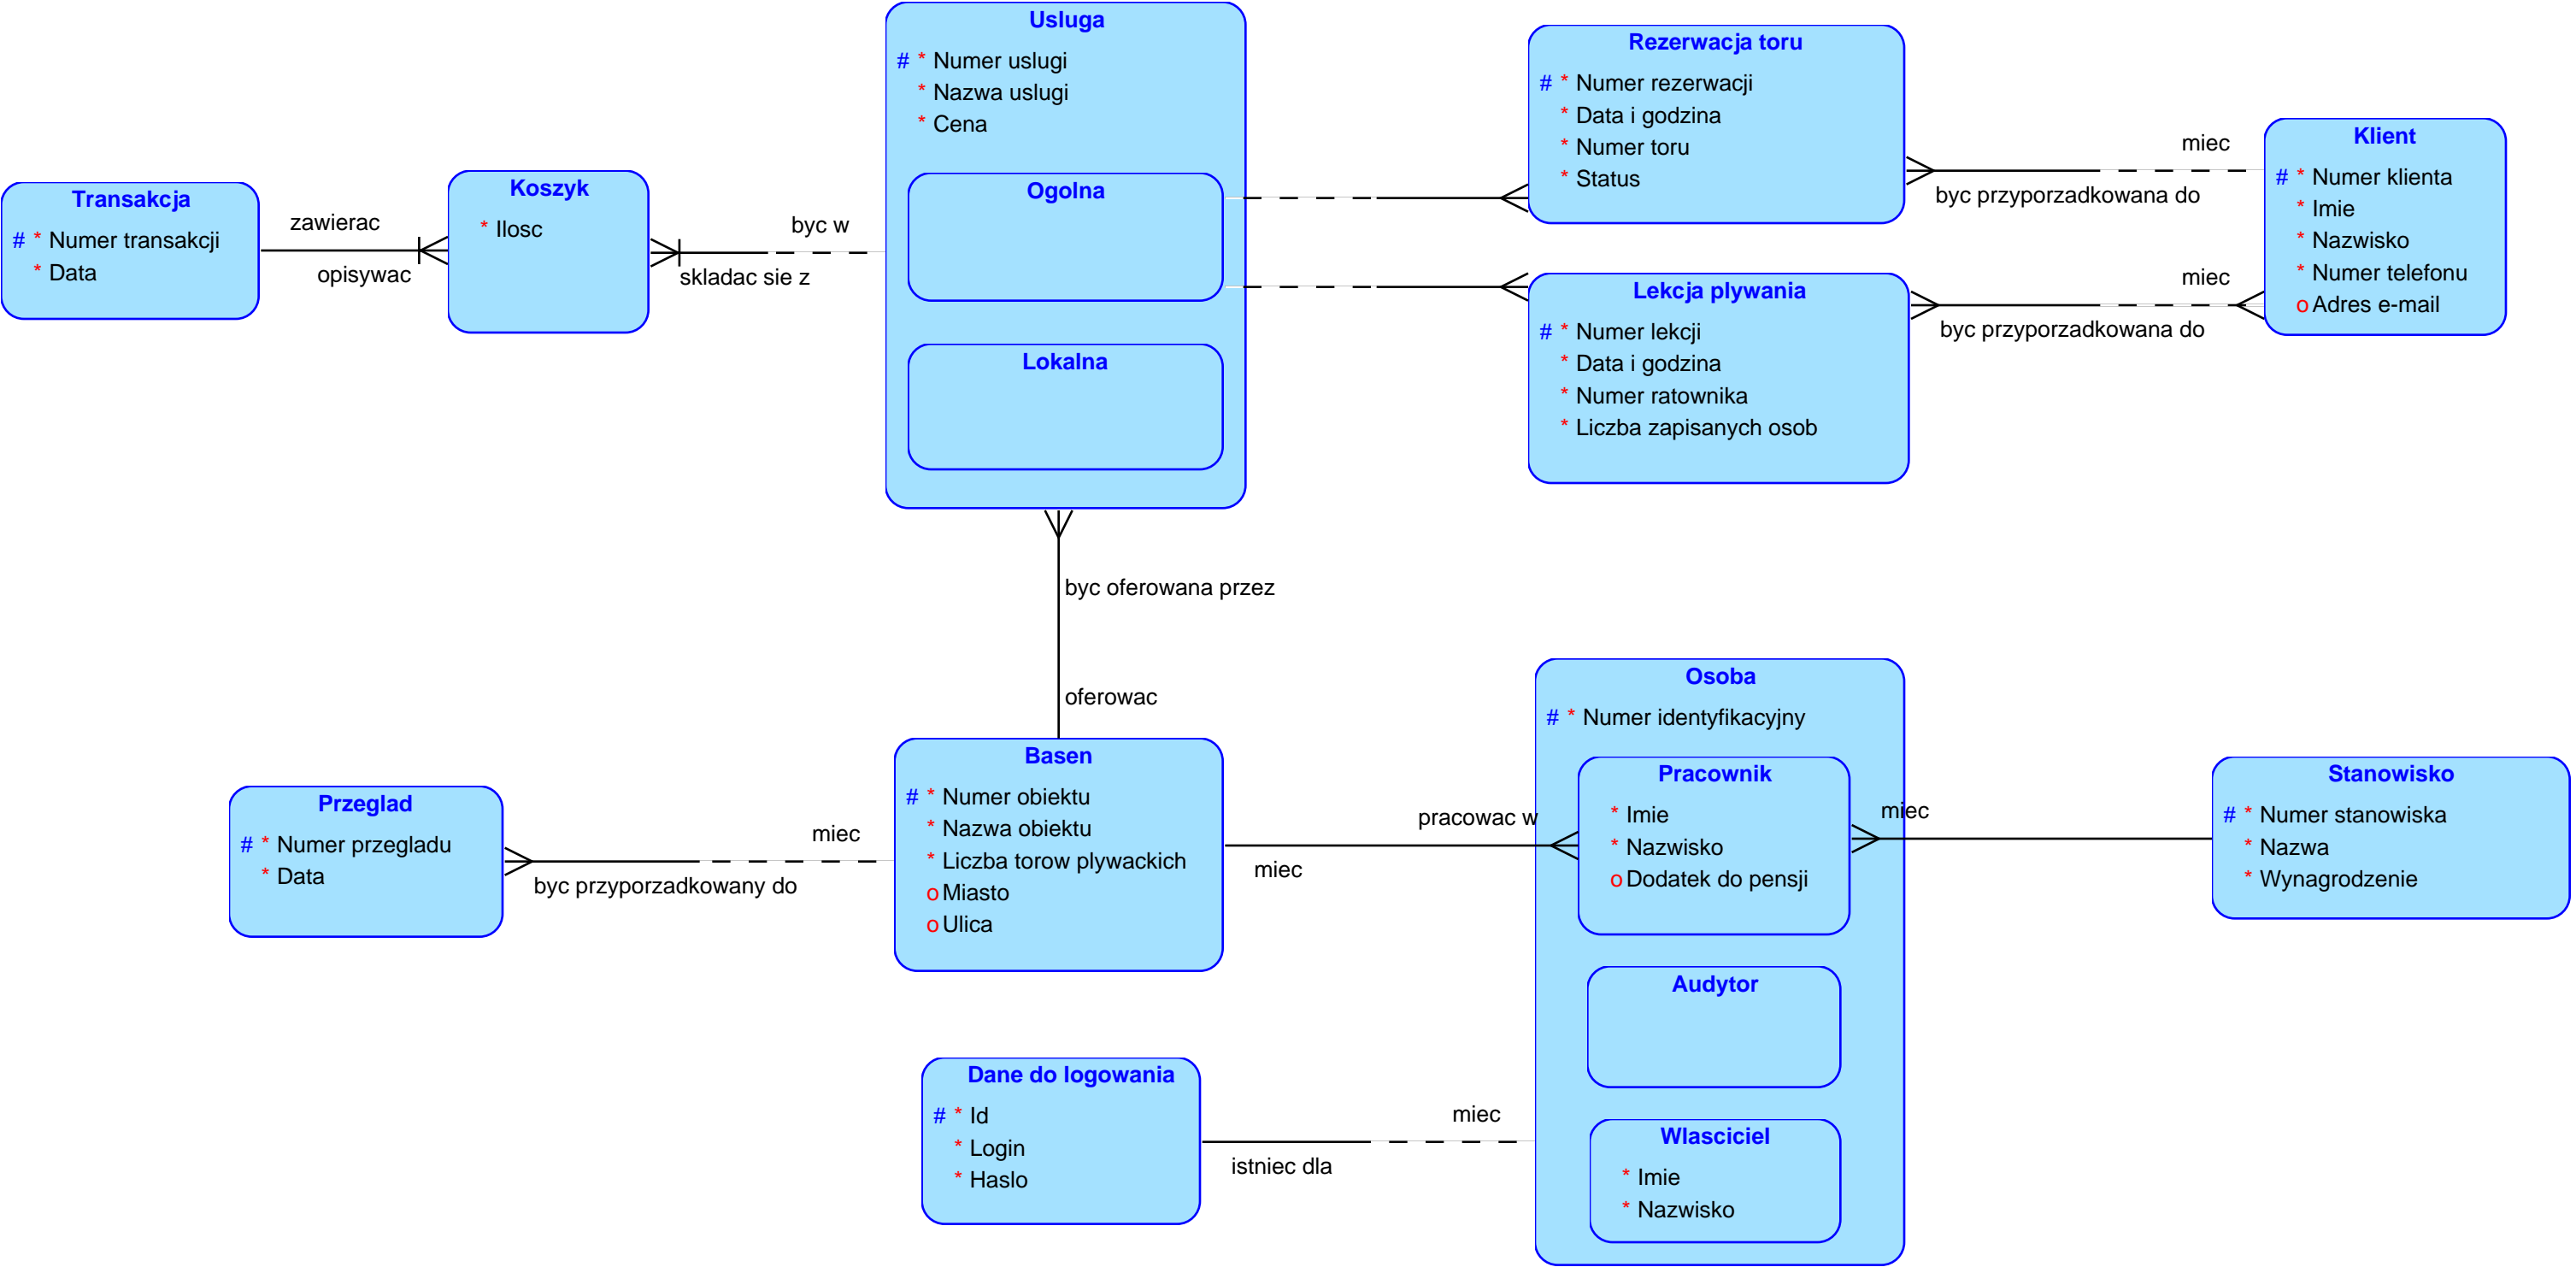 Usluga
# * Numer uslugi
* Nazwa uslugi
* Cena
Ogolna
Lokalna
Rezerwacja toru
# * Numer rezerwacji
* Data i godzina
* Numer toru
* Status
miec
byc przyporzadkowana do
Klient
# * Numer klienta
* Imie
* Nazwisko
* Numer telefonu
o Adres e-mail
Transakcja
# * Numer transakcji
* Data
zawierac
opisywac
Koszyk
* Ilosc
byc w
skladac sie z
Lekcja plywania
# * Numer lekcji
* Data i godzina
* Numer ratownika
* Liczba zapisanych osob
miec
byc przyporzadkowana do
byc oferowana przez
oferowac
Basen
# * Numer obiektu
* Nazwa obiektu
* Liczba torow plywackich
o Miasto
o Ulica
Przeglad
# * Numer przegladu
* Data
miec
byc przyporzadkowany do
pracowac w
miec
Osoba
# * Numer identyfikacyjny
Pracownik
* Imie
* Nazwisko
o Dodatek do pensji
Audytor
Wlasciciel
* Imie
* Nazwisko
miec
Stanowisko
# * Numer stanowiska
* Nazwa
* Wynagrodzenie
Dane do logowania
# * Id
* Login
* Haslo
miec
istniec dla